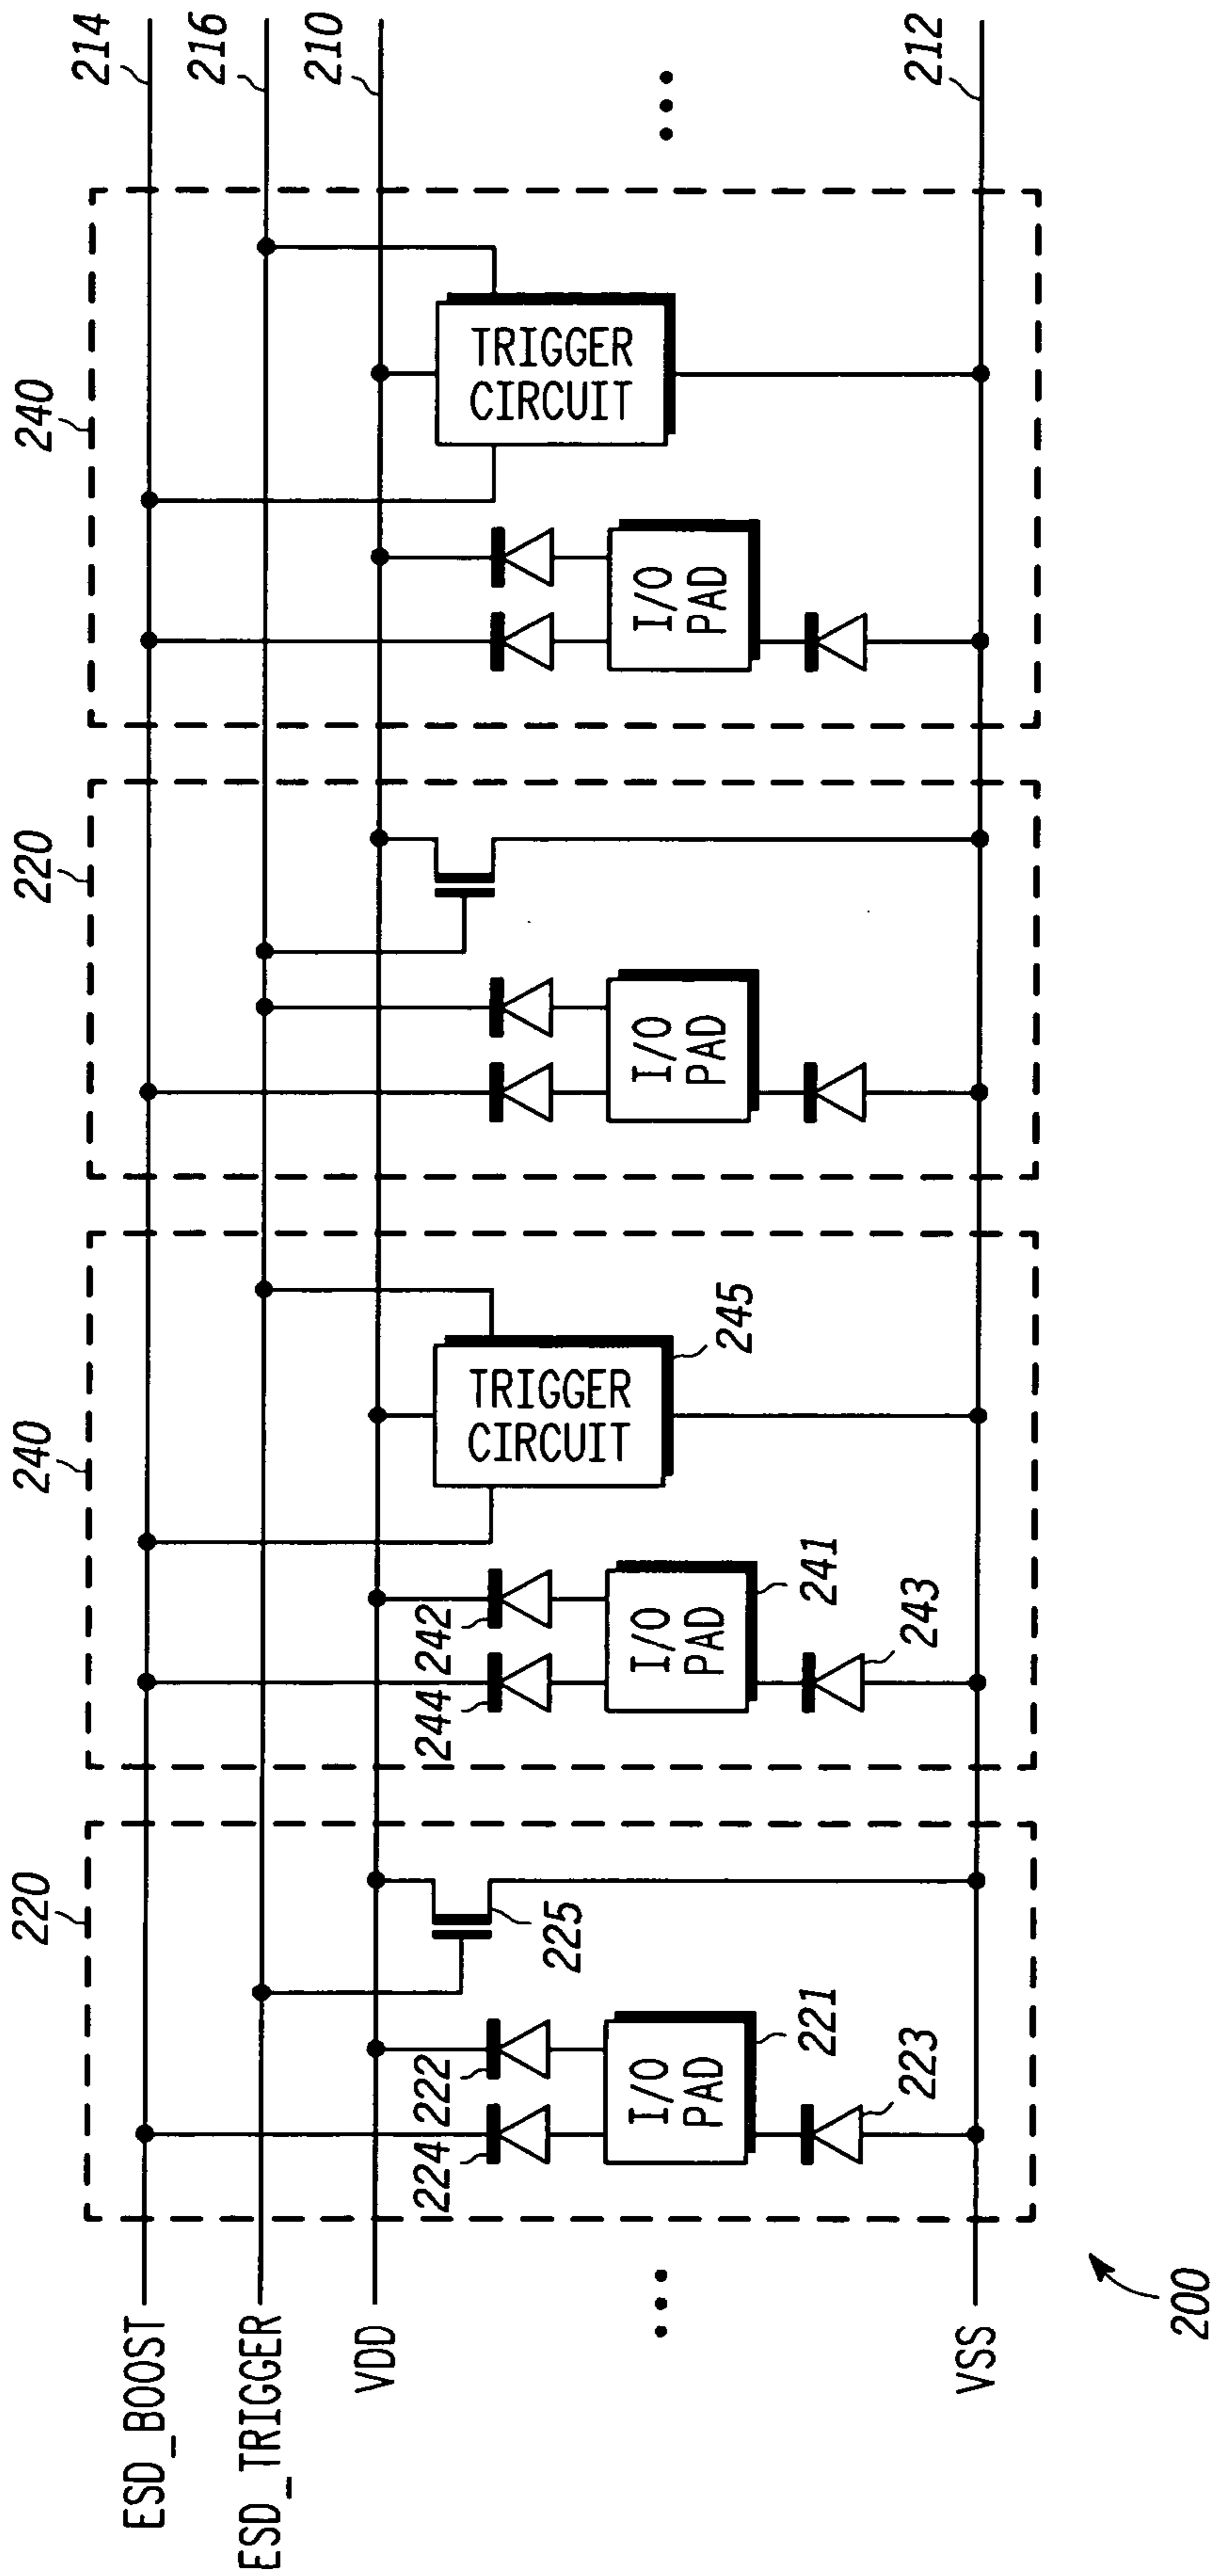 220
240
220
240
214
ESD_BOOST
216
ESD_TRIGGER
210
VDD
224
222
225
I/O
PAD
221
223
244
242
TRIGGER
CIRCUIT
245
I/O
PAD
241
243
I/O
PAD
I/O
PAD
TRIGGER
CIRCUIT
212
VSS
200